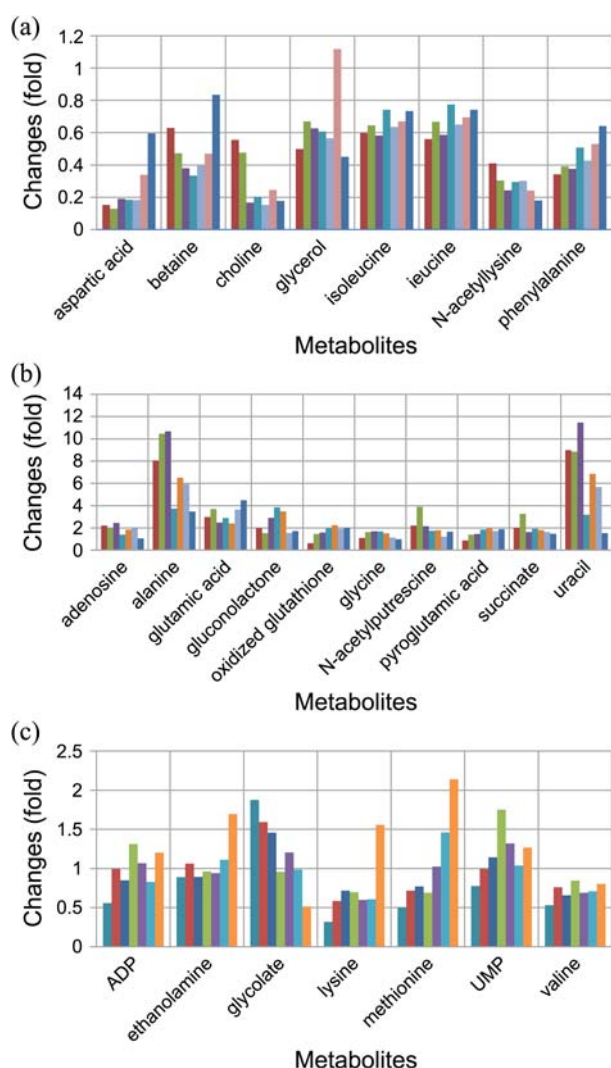 (a)
Changes (fold)
1.2
1
0.8
0.6
0.4
0.2
0
aspartic acid
betaine
choline
glycerol
isoleucine
ieucine
N-acetyllysine
phenylalanine
Metabolites
(b)
Changes (fold)
14
12
10
8
6
4
2
0
adenosine
alanine
glutamic acid
gluconolactone
oxidized glutathione
glycine
N-acetylputrescine
pyroglutamic acid
succinate
uracil
Metabolites
(c)
Changes (fold)
2.5
2
1.5
1
0.5
0
ADP
ethanolamine
glycolate
lysine
methionine
UMP
valine
Metabolites